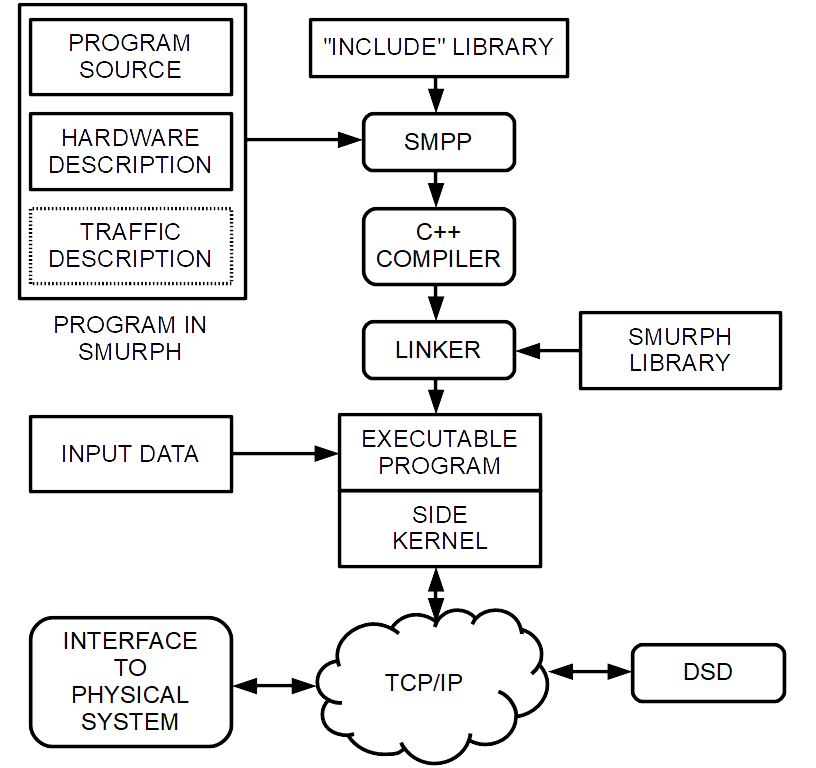 PROGRAM
SOURCE
HARDWARE
DESCRIPTION
TRAFFIC
DESCRIPTION
PROGRAM IN
SMURPH
"INCLUDE" LIBRARY
SMPP
C++
COMPILER
LINKER
SMURPH
LIBRARY
INPUT DATA
EXECUTABLE
PROGRAM
SIDE
KERNEL
INTERFACE
TO
PHYSICAL
SYSTEM
TCP/IP
DSD